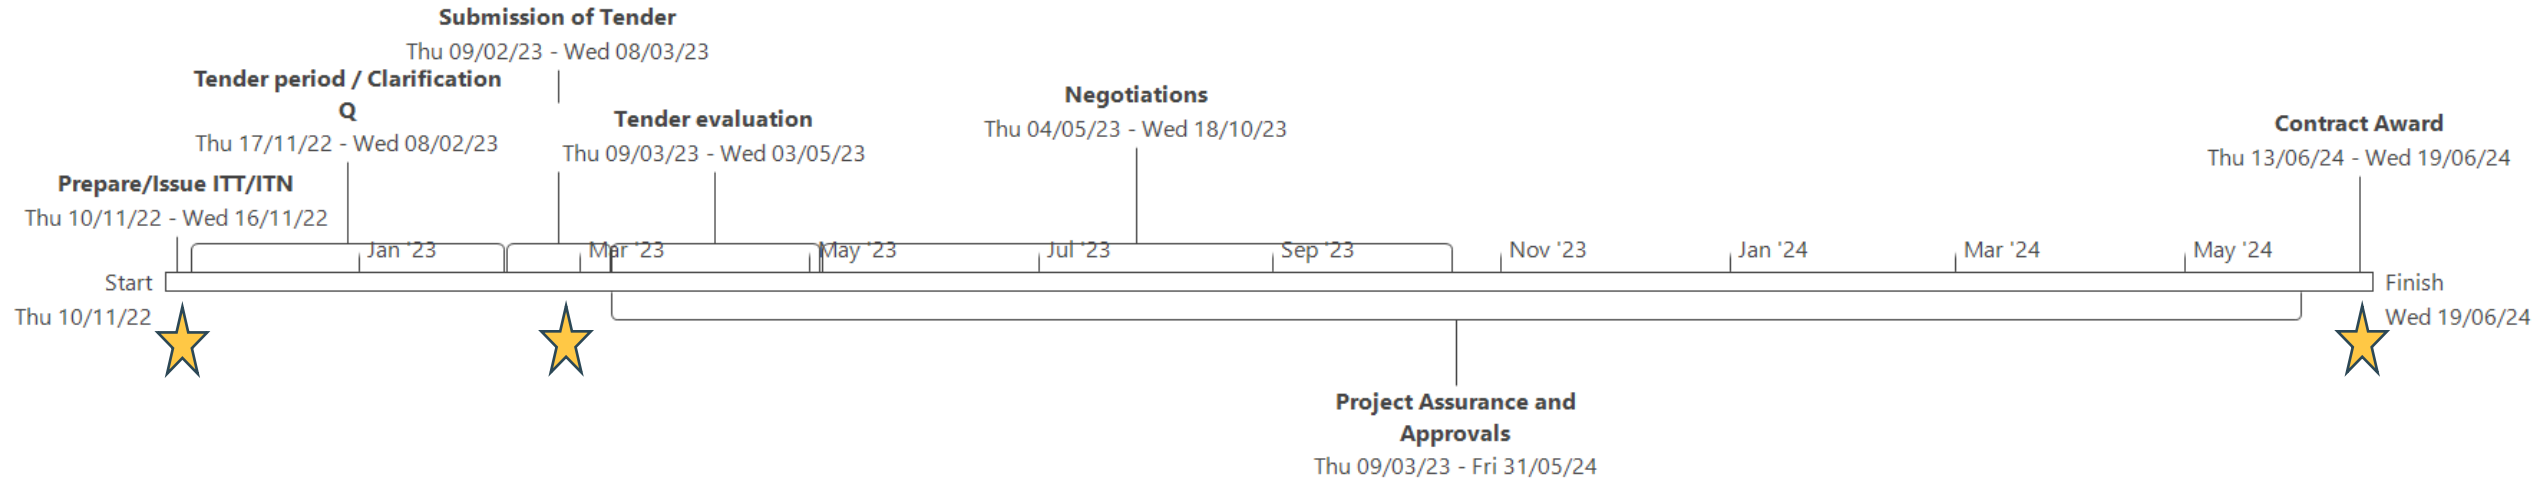 Submission of Tender
Thu 09/02/23 - Wed 08/03/23
Tender period / Clarification
Q
Thu 17/11/22 - Wed 08/02/23
Tender evaluation
Thu 09/03/23 - Wed 03/05/23
Negotiations
Thu 04/05/23 - Wed 18/10/23
Contract Award
Thu 13/06/24 - Wed 19/06/24
Prepare/Issue ITT/ITN
Thu 10/11/22 - Wed 16/11/22
Jan '23
Mar '23
May '23
Jul '23
Sep '23
Nov '23
Jan '24
Mar '24
May '24
Start
Thu 10/11/22
Finish
Wed 19/06/24
Project Assurance and
Approvals
Thu 09/03/23 - Fri 31/05/24